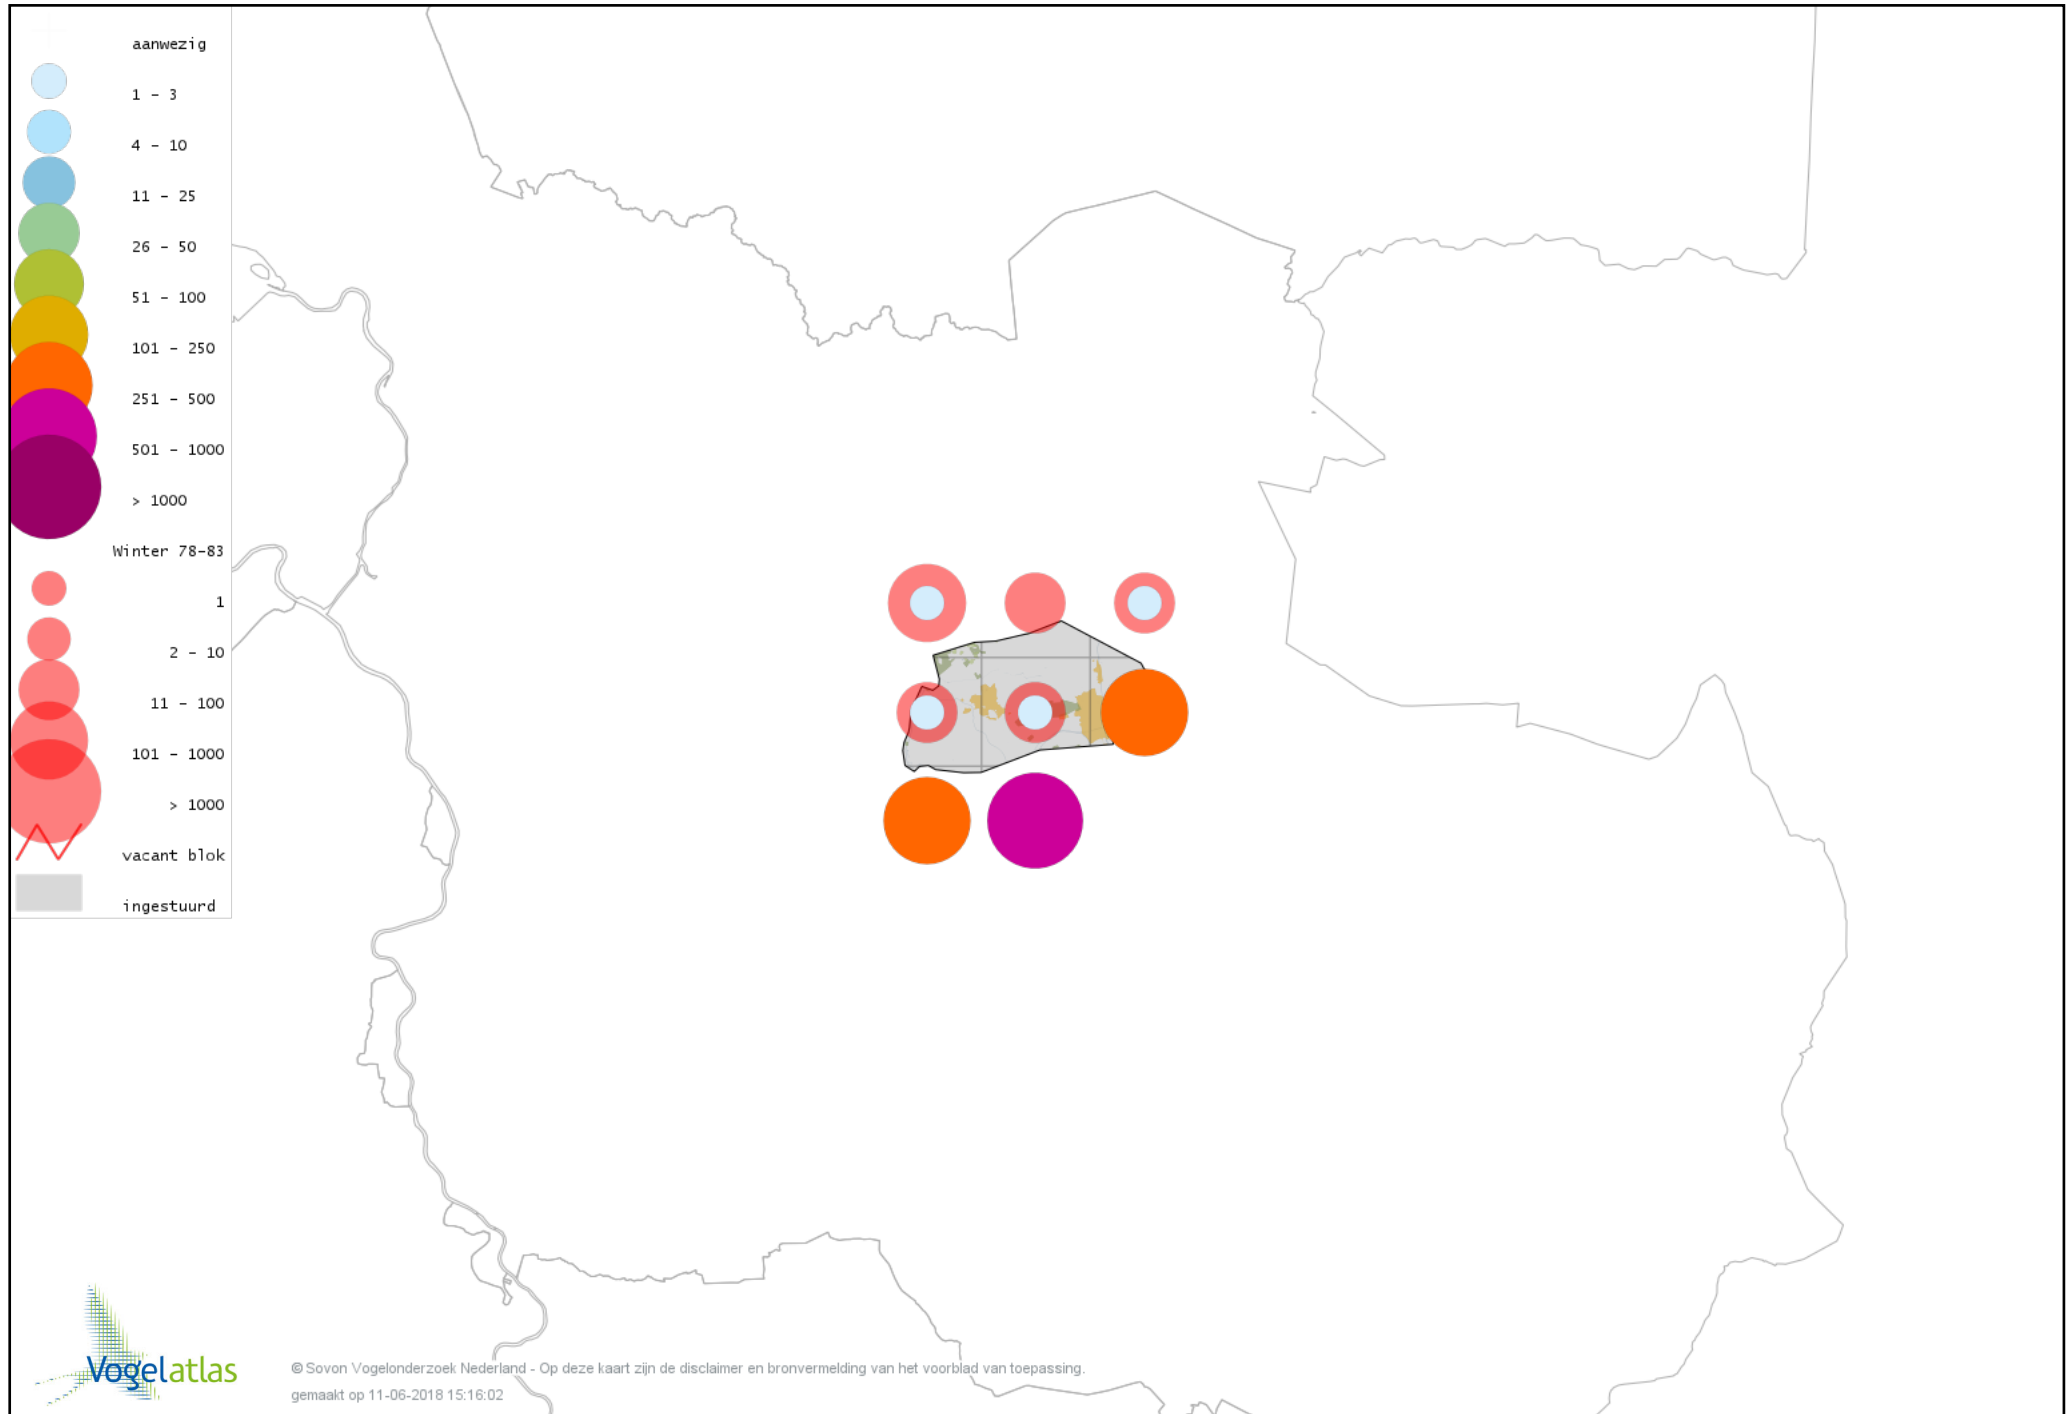 aanwezig
1 - 3
4 - 10
11 - 25
26 - 50
51 - 100
101 - 250
251 - 500
501 - 1000
> 1000
Winter 78-83
1
2 - 10
11 - 100
101 - 1000
> 1000
vacant blok
ingestuurd
Vogelatlas
© Sovon Vogelonderzoek Nederland - Op deze kaart zijn de disclaimer en bronvermelding van het voorblad van toepassing.
gemaakt op 11-06-2018 15:16:02